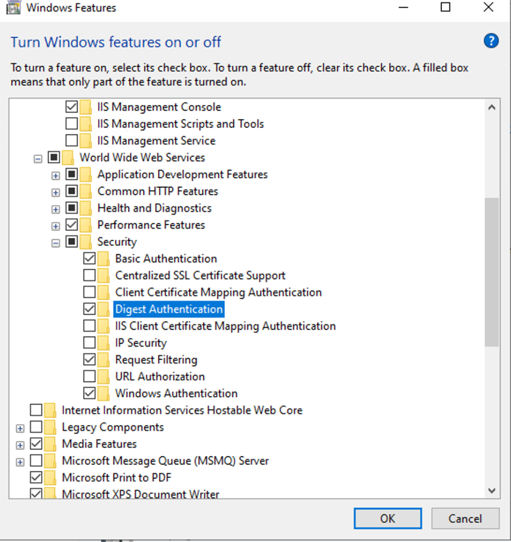 Windows Features
Turn Windows features on or off
To turn a feature on, select its check box. To turn a feature off, clear its check box. A filled box
means that only part of the feature is turned on.
IIS Management Console
IIS Management Scripts and Tools
IIS Management Service
World Wide Web Services
Application Development Features
Common HTTP Features
Health and Diagnostics
Performance Features
Security
Basic Authentication
Centralized SSL Certificate Support
Client Certificate Mapping Authentication
Digest Authentication
IIS Client Certificate Mapping Authentication
IP Security
Request Filtering
URL Authorization
Windows Authentication
Internet Information Services Hostable Web Core
Legacy Components
Media Features
Microsoft Message Queue (MSMQ) Server
Microsoft Print to PDF
Microsoft XPS Document Writer
OK
Cancel